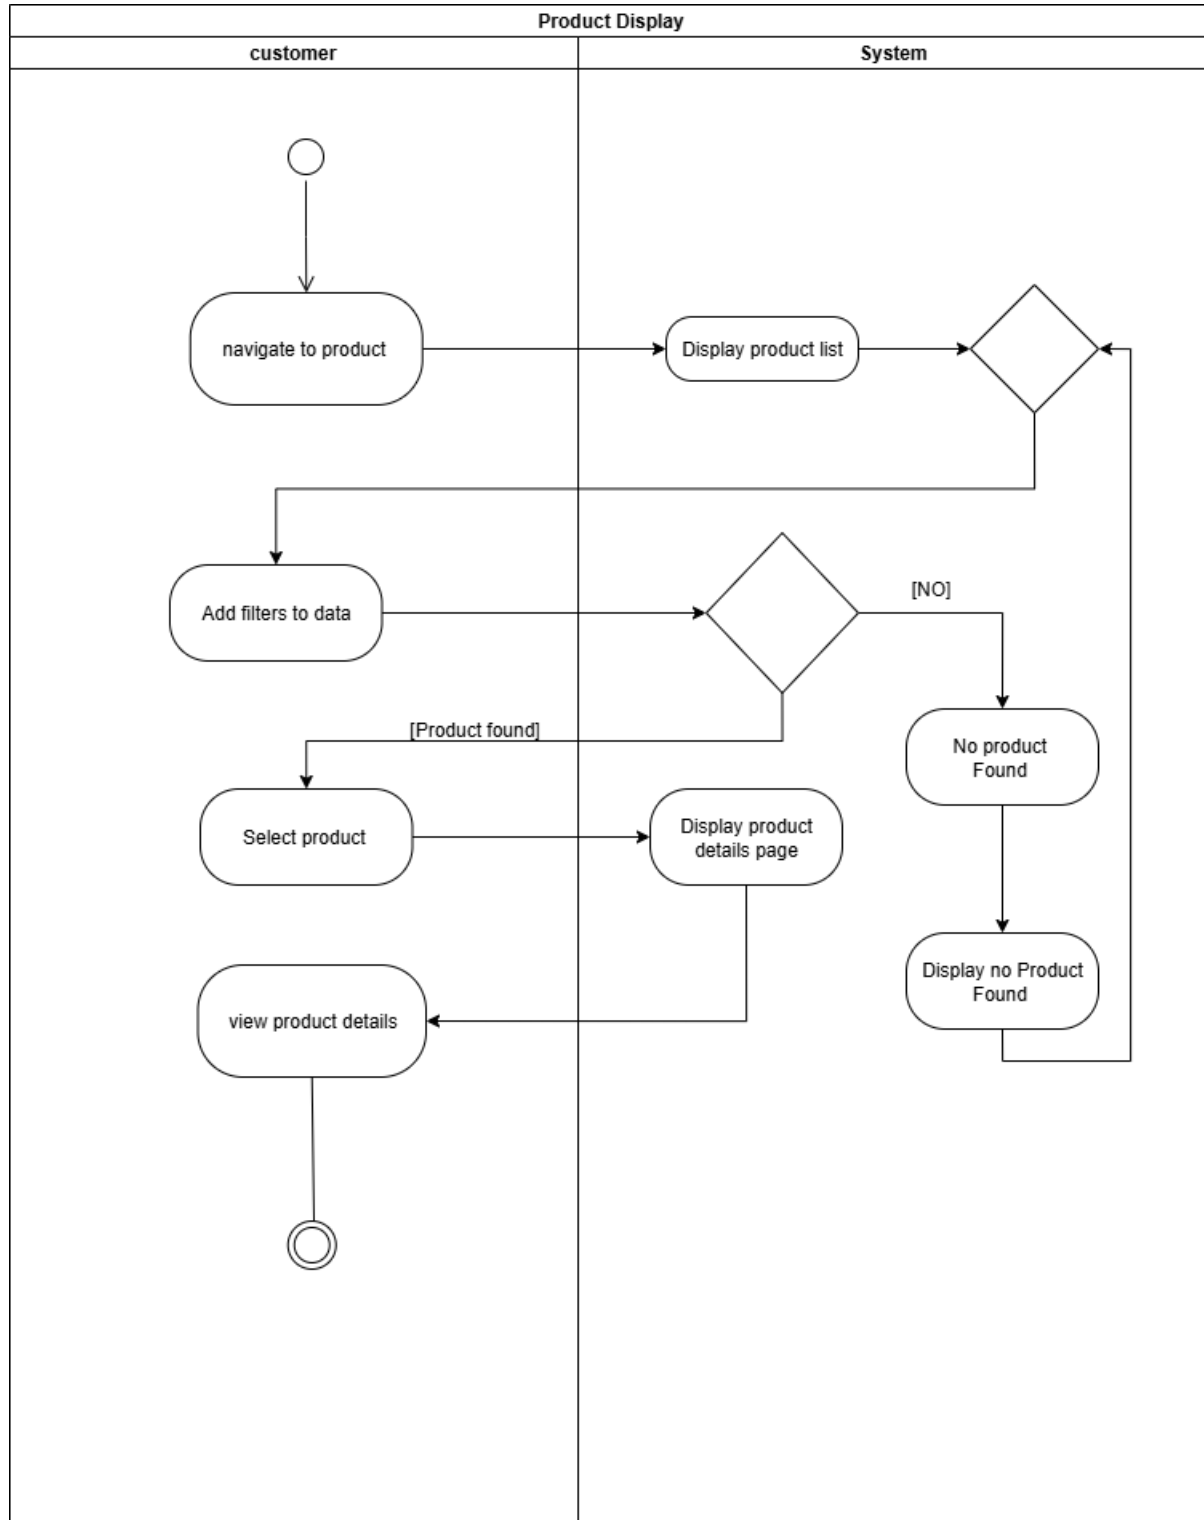 Product Display
customer
System
navigate to product
Display product list
Add filters to data
[NO]
[Product found]
No product
Found
Select product
Display product
details page
Display no Product
Found
view product details